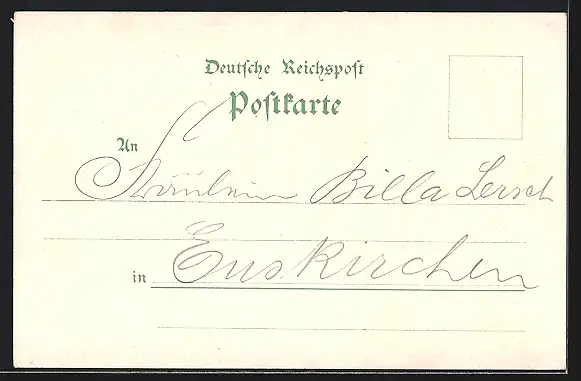 Deutsche Reichspost
Postkarte
An
Fräulein Billa Lersch
in Euskirchen